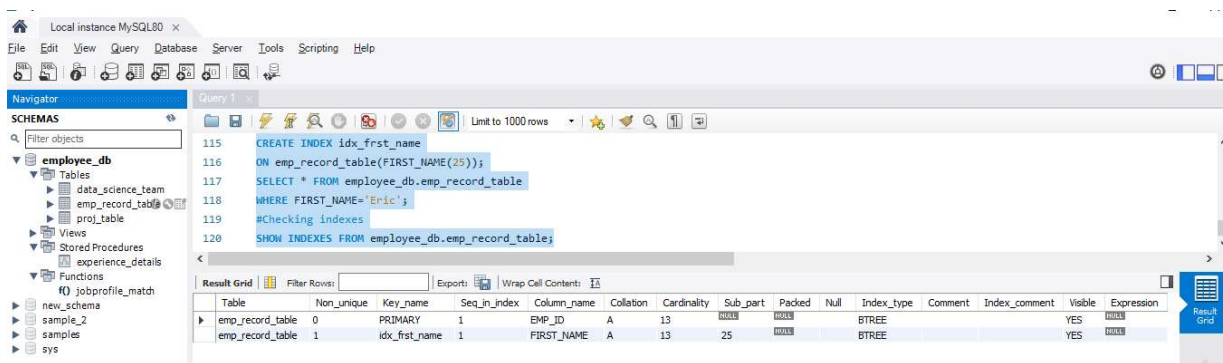 Local instance MySQL80 ×
File Edit View Query Database Server Tools Scripting Help
Navigator
Query 1 ×
SCHEMAS
Limit to 1000 rows
Filter objects
115 CREATE INDEX idx_frst_name
employee_db
116 ON emp_record_table(FIRST_NAME(25));
Tables
117 SELECT * FROM employee_db.emp_record_table
data_science_team
118 WHERE FIRST_NAME='Eric';
emp_record_table
119 #Checking indexes
proj_table
120 SHOW INDEXES FROM employee_db.emp_record_table;
Views
Stored Procedures
experience_details
Functions
f() jobprofile_match
new_schema
sample_2
samples
sys
Result Grid Filter Rows: Export: Wrap Cell Content:
Table Non_unique Key_name Seq_in_index Column_name Collation Cardinality Sub_part Packed Null Index_type Comment Index_comment Visible Expression
emp_record_table 0 PRIMARY 1 EMP_ID A 13 NULL NULL BTREE YES NULL
emp_record_table 1 idx_frst_name 1 FIRST_NAME A 13 25 NULL BTREE YES NULL
Result
Grid